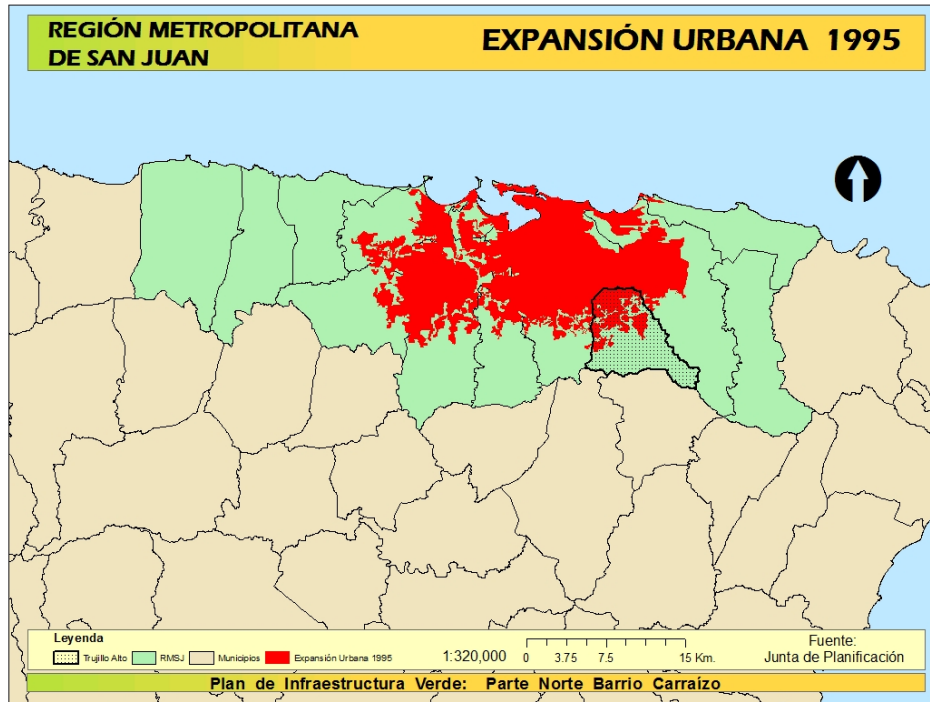 REGIÓN METROPOLITANA
DE SAN JUAN
EXPANSIÓN URBANA 1995
Leyenda
Trujillo Alto RMSJ Municipios Expansión Urbana 1995
1:320,000
0 3.75 7.5 15 Km.
Fuente:
Junta de Planificación
Plan de Infraestructura Verde: Parte Norte Barrio Carraízo